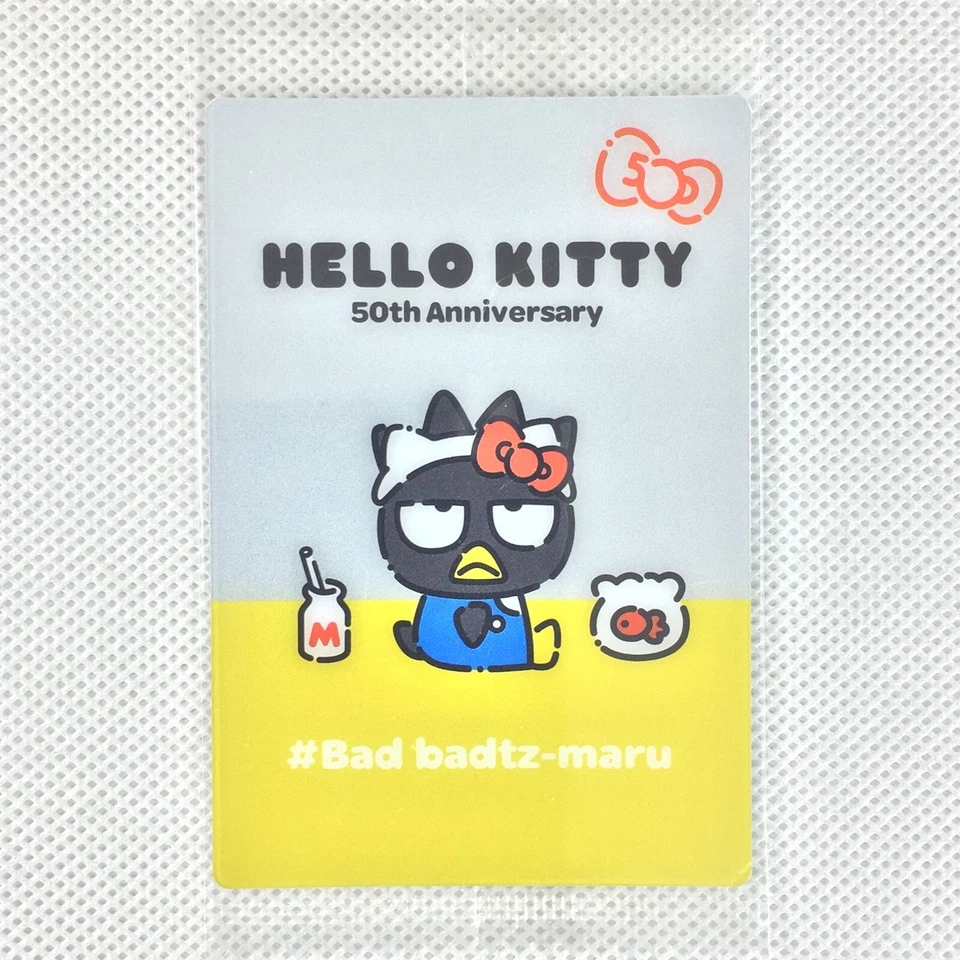 50
HELLO KITTY
50th Anniversary
M
#Bad badtz-maru